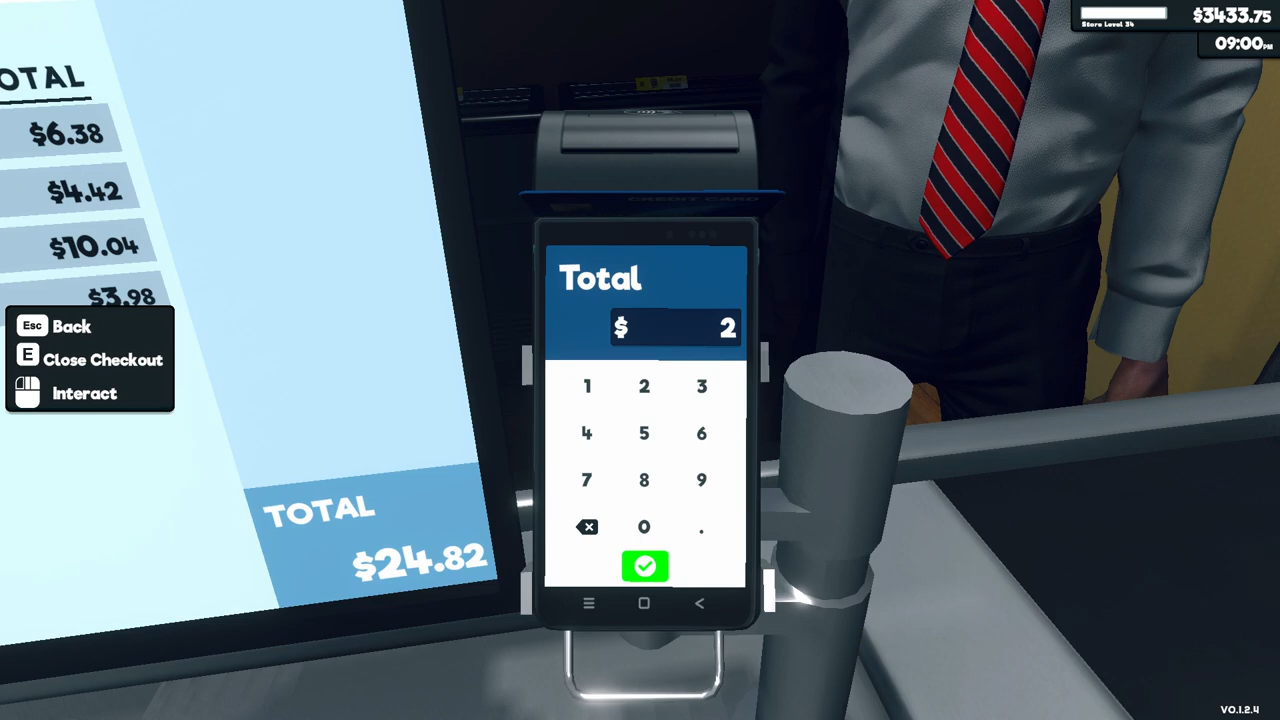 $3433.75
Store Level 34
09:00PM
OTAL
$6.38
$4.42
$10.04
$3.98
Esc Back
E Close Checkout
Interact
TOTAL
$24.82
CREDIT CARD
Total
$ 2
1 2 3
4 5 6
7 8 9
0 .
V0.1.2.4